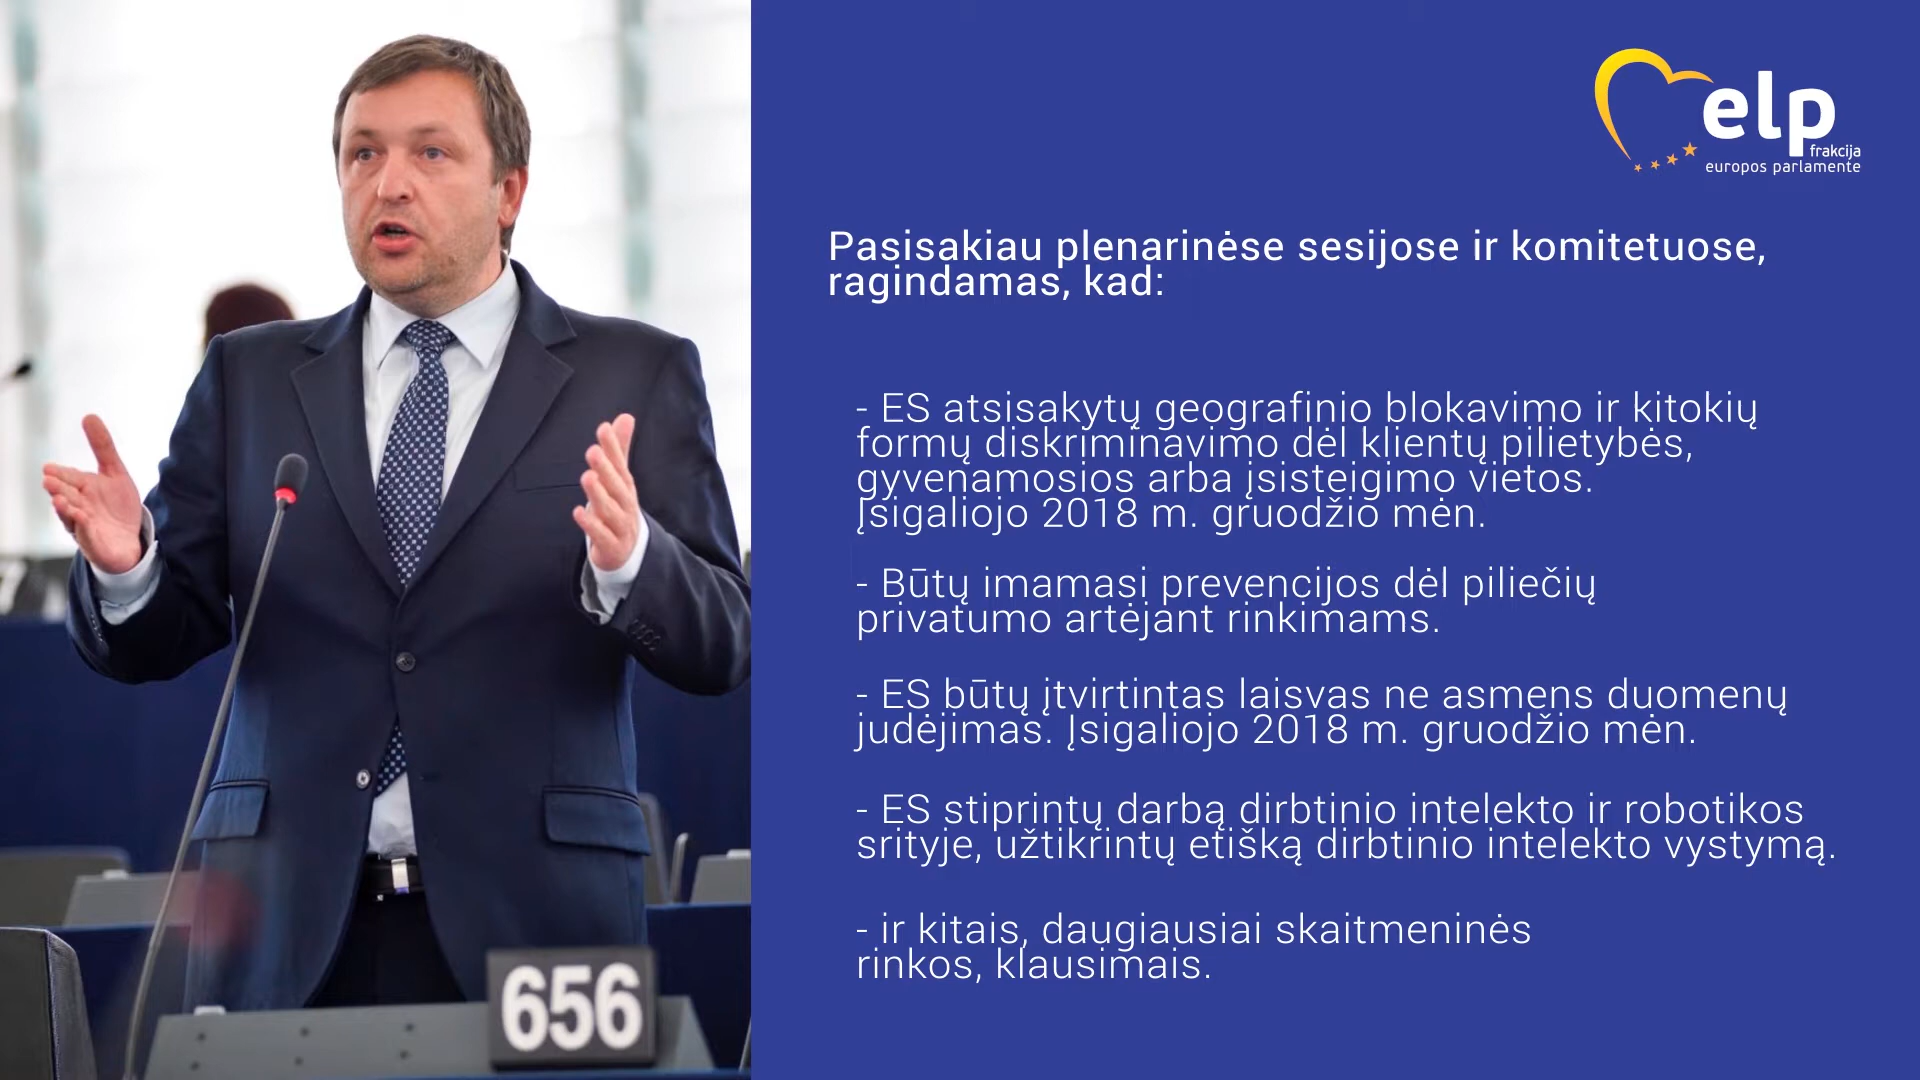 elp
frakcija
europos parlamente
Pasisakiau plenarinėse sesijose ir komitetuose,
ragindamas, kad:
- ES atsisakytų geografinio blokavimo ir kitokių
formų diskriminavimo dėl klientų pilietybės,
gyvenamosios arba įsisteigimo vietos.
Įsigaliojo 2018 m. gruodžio mėn.
- Būtų imamasi prevencijos dėl piliečių
privatumo artėjant rinkimams.
- ES būtų įtvirtintas laisvas ne asmens duomenų
judėjimas. Įsigaliojo 2018 m. gruodžio mėn.
- ES stiprintų darbą dirbtinio intelekto ir robotikos
srityje, užtikrintų etišką dirbtinio intelekto vystymą.
- ir kitais, daugiausiai skaitmeninės
rinkos, klausimais.
656